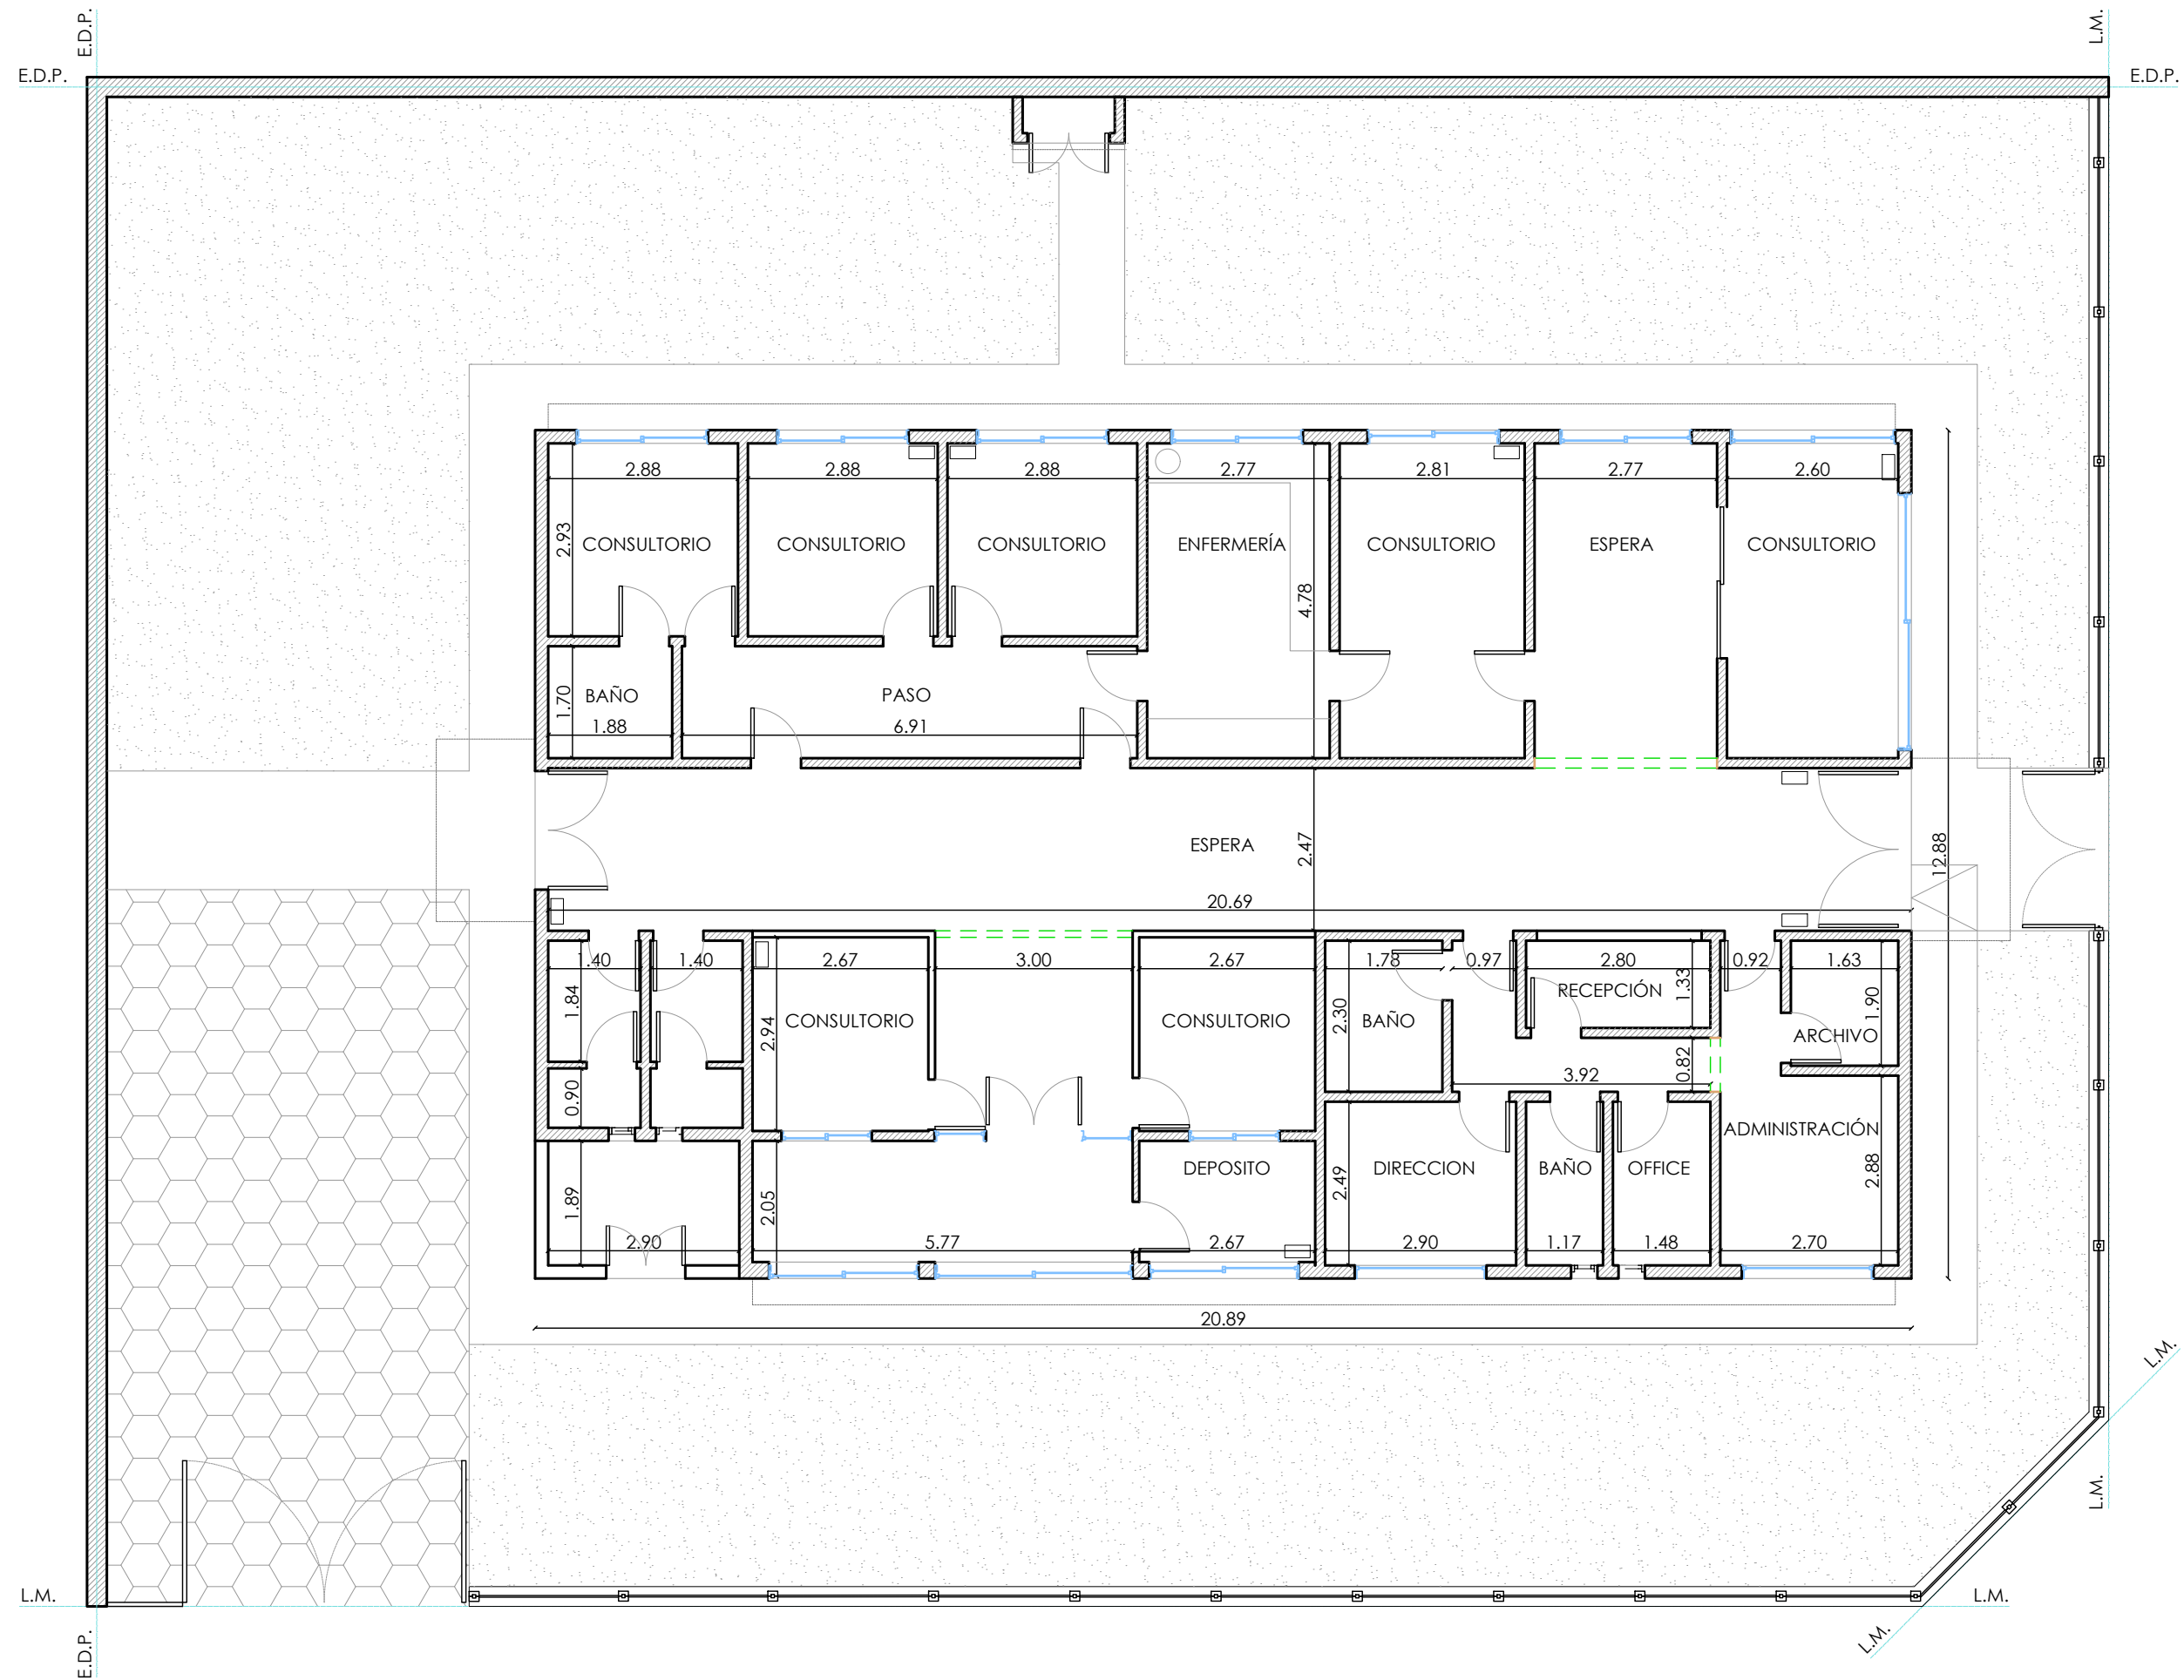 E.D.P.
L.M.
E.D.P.
E.D.P.
2.88
2.88
2.88
2.77
2.81
2.77
2.60
2.93
CONSULTORIO
CONSULTORIO
CONSULTORIO
ENFERMERÍA
CONSULTORIO
ESPERA
CONSULTORIO
4.78
1.70
BAÑO
PASO
1.88
6.91
ESPERA
2.47
12.88
20.69
1.40
1.40
2.67
3.00
2.67
1.78
0.97
2.80
0.92
1.63
1.84
2.94
CONSULTORIO
CONSULTORIO
2.30
BAÑO
RECEPCIÓN
1.33
1.90
ARCHIVO
0.90
3.92
0.82
ADMINISTRACIÓN
1.89
2.05
DEPOSITO
2.49
DIRECCION
BAÑO
OFFICE
2.88
2.90
5.77
2.67
2.90
1.17
1.48
2.70
20.89
L.M.
L.M.
L.M.
L.M.
L.M.
E.D.P.